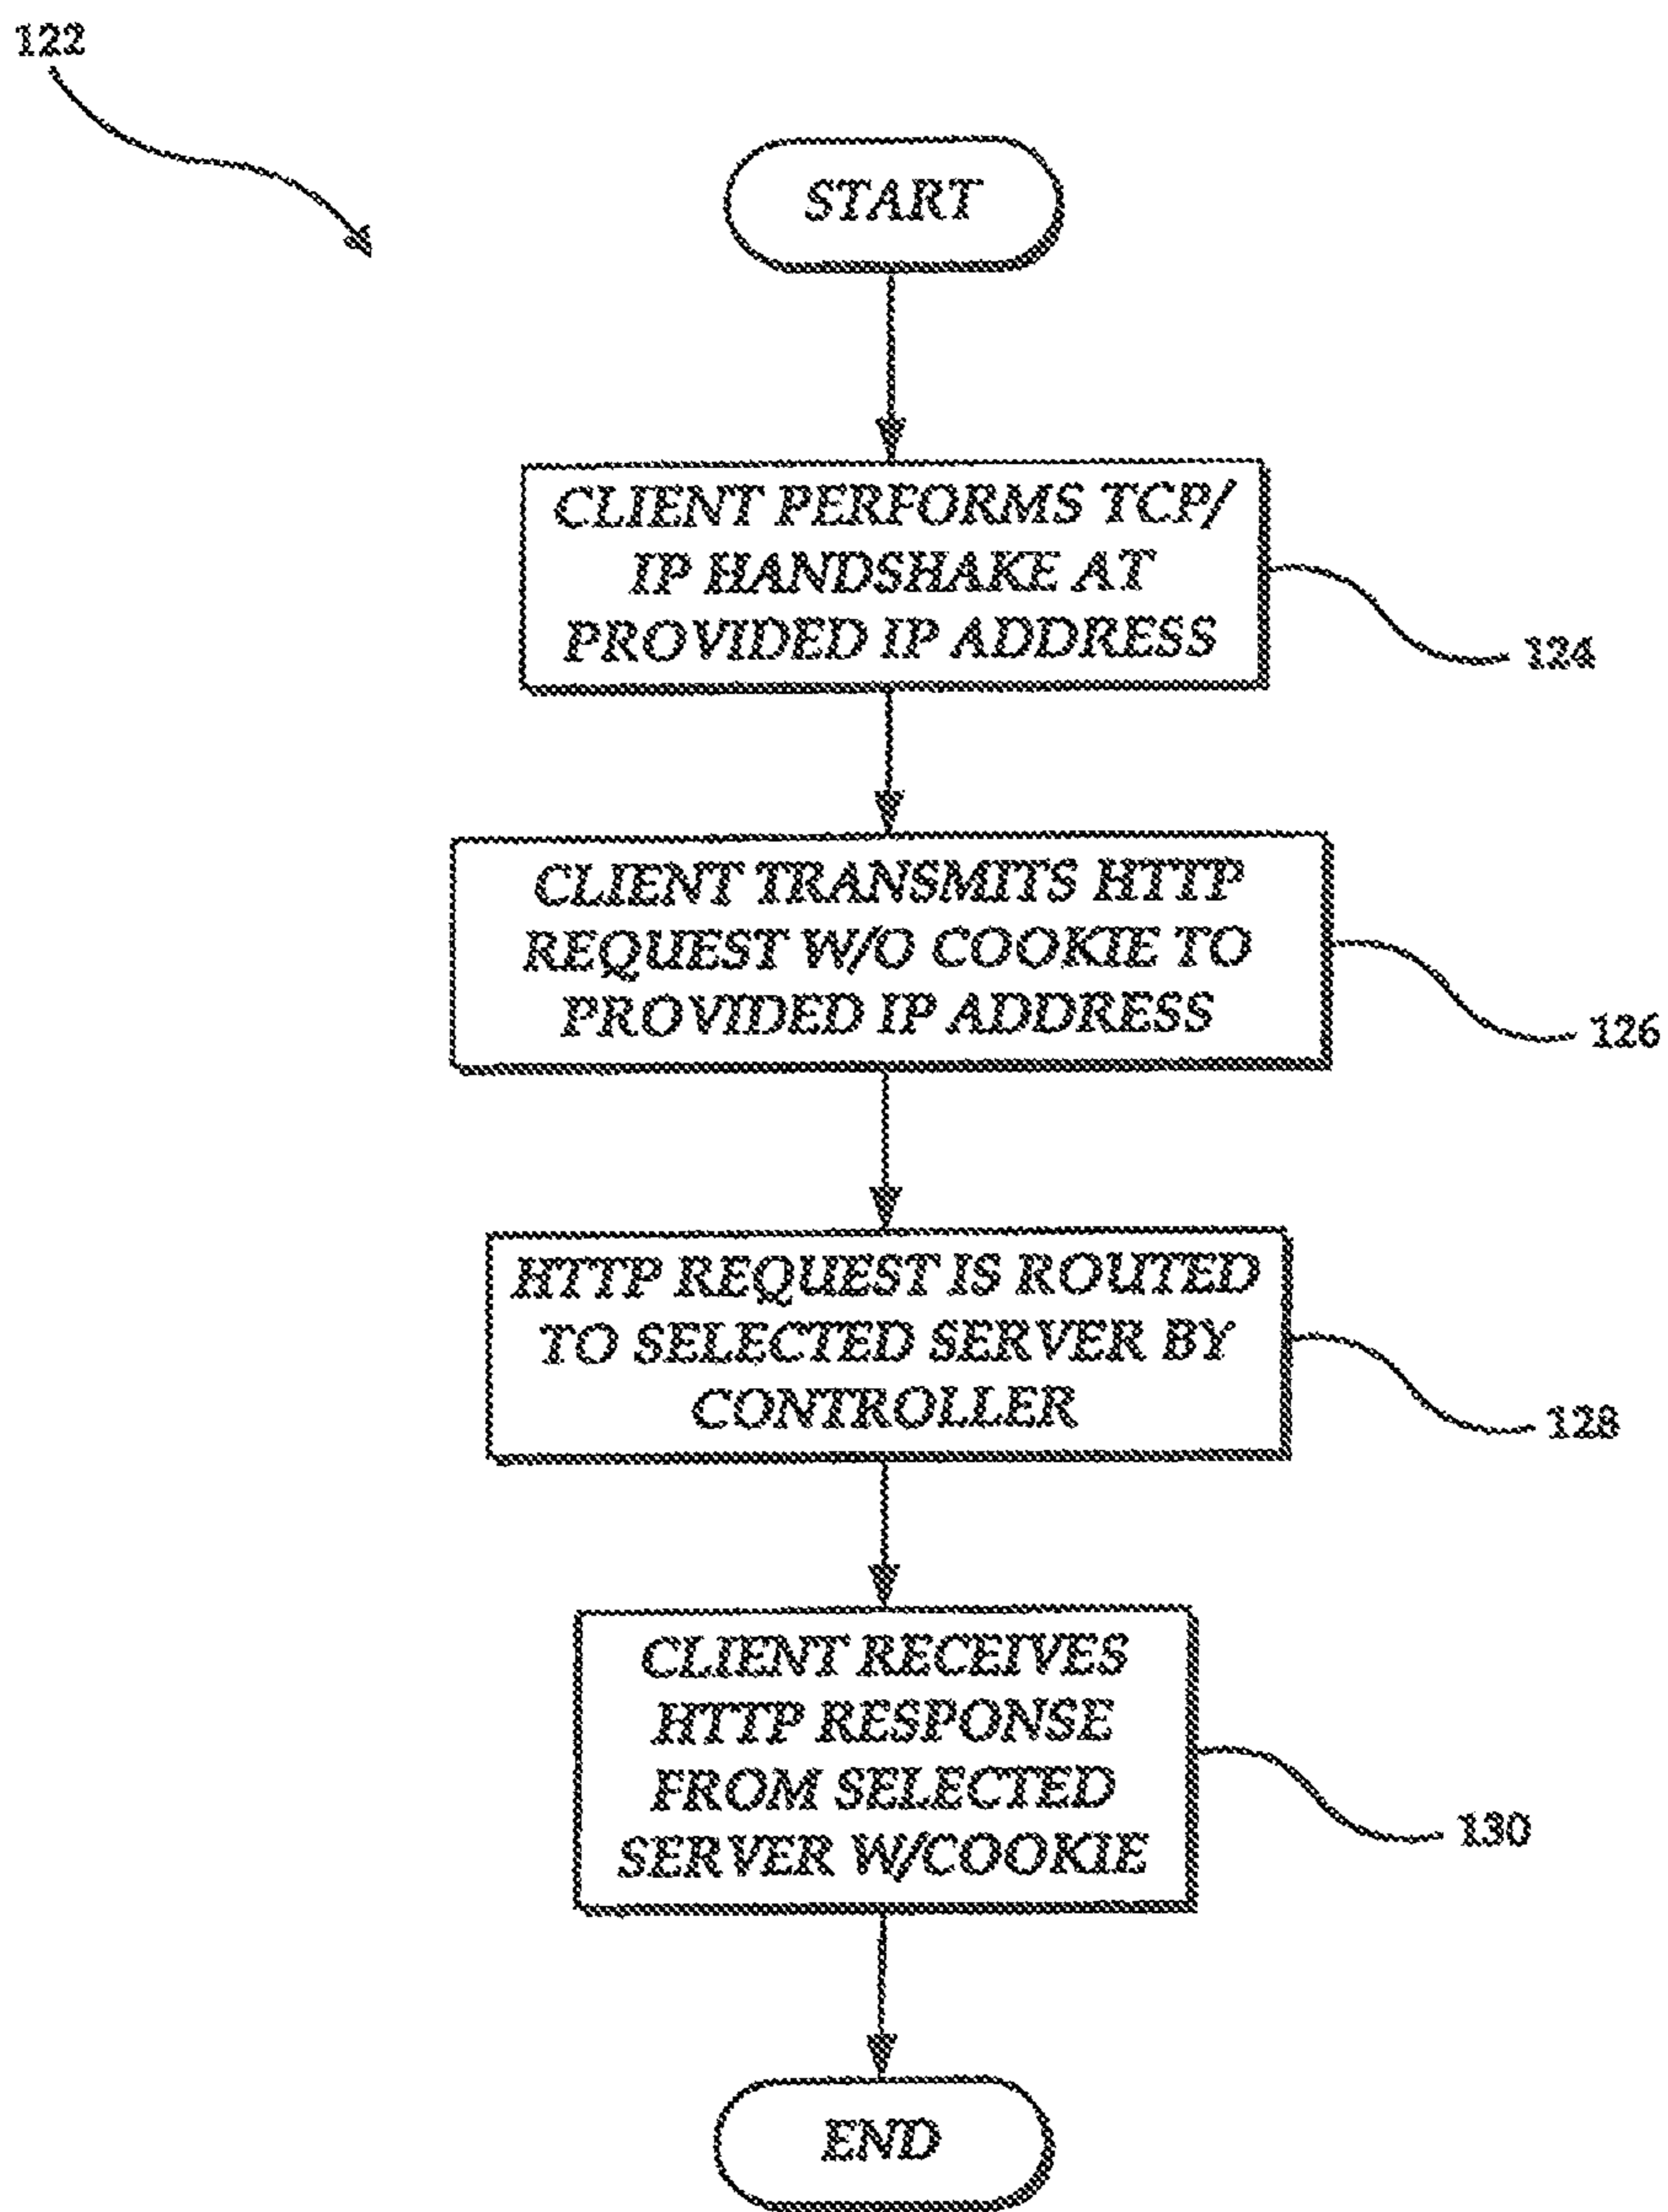 122
START
CLIENT PERFORMS TCP/
IP HANDSHAKE AT
PROVIDED IP ADDRESS
124
CLIENT TRANSMITS HTTP
REQUEST W/O COOKIE TO
PROVIDED IP ADDRESS
126
HTTP REQUEST IS ROUTED
TO SELECTED SERVER BY
CONTROLLER
128
CLIENT RECEIVES
HTTP RESPONSE
FROM SELECTED
SERVER W/COOKIE
130
END